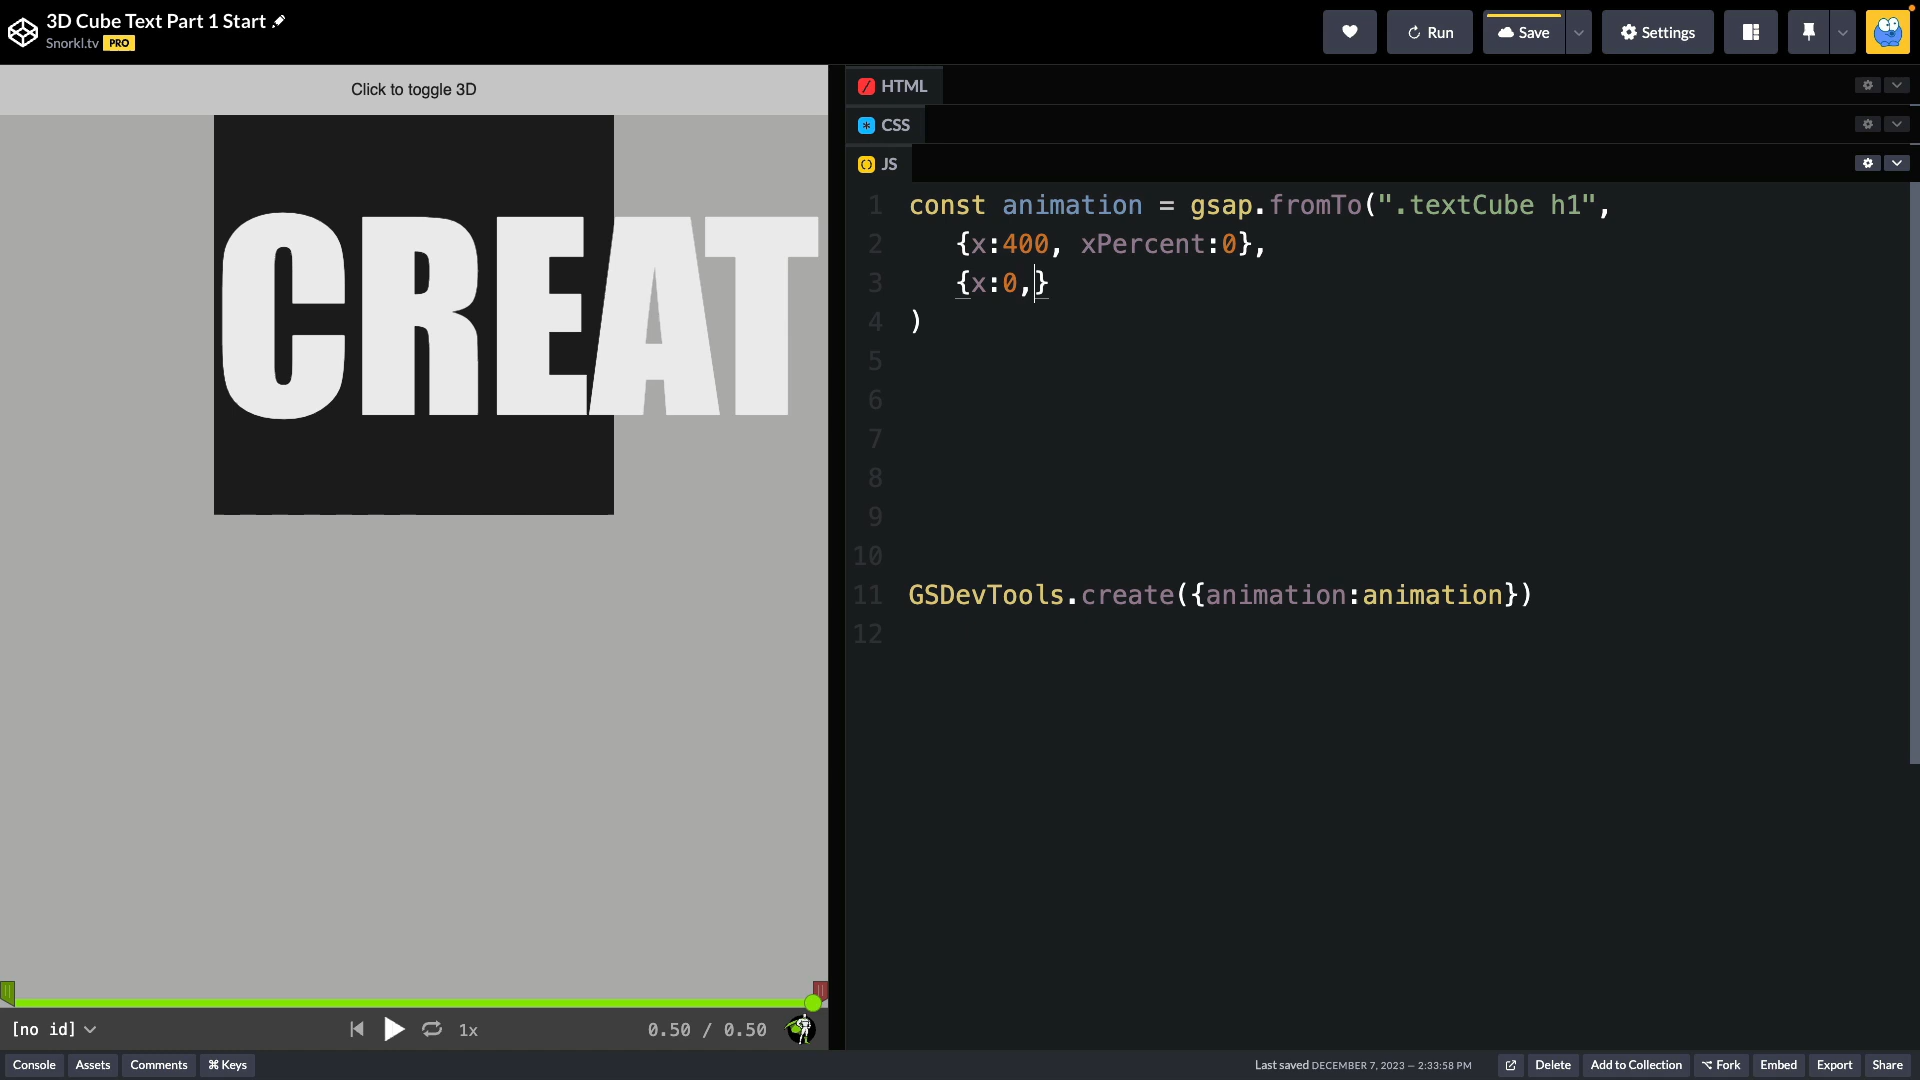 3D Cube Text Part 1 Start
Snorkl.tv PRO
Run
Save
Settings
Click to toggle 3D
CREAT
HTML
CSS
JS
1 const animation = gsap.fromTo(".textCube h1",
2 {x:400, xPercent:0},
3 {x:0,}
4 )
5
6
7
8
9
10
11 GSDevTools.create({animation:animation})
12
[no id] 1x 0.50 / 0.50
Console Assets Comments ⌘ Keys Last saved DECEMBER 7, 2023 — 2:33:58 PM Delete Add to Collection ⌥ Fork Embed Export Share